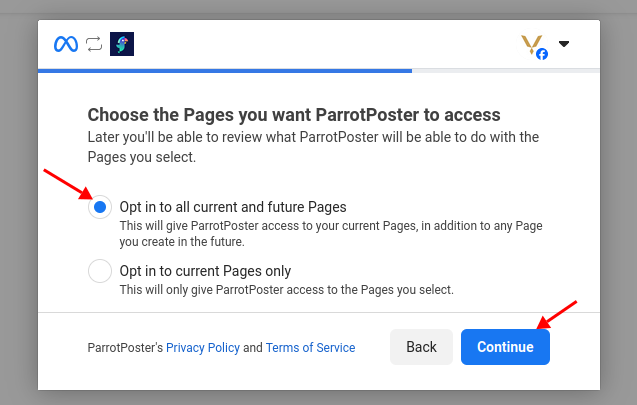 Choose the Pages you want ParrotPoster to access
Later you'll be able to review what ParrotPoster will be able to do with the
Pages you select.
Opt in to all current and future Pages
This will give ParrotPoster access to your current Pages, in addition to any Page
you create in the future.
Opt in to current Pages only
This will only give ParrotPoster access to the Pages you select.
ParrotPoster's Privacy Policy and Terms of Service
Back
Continue